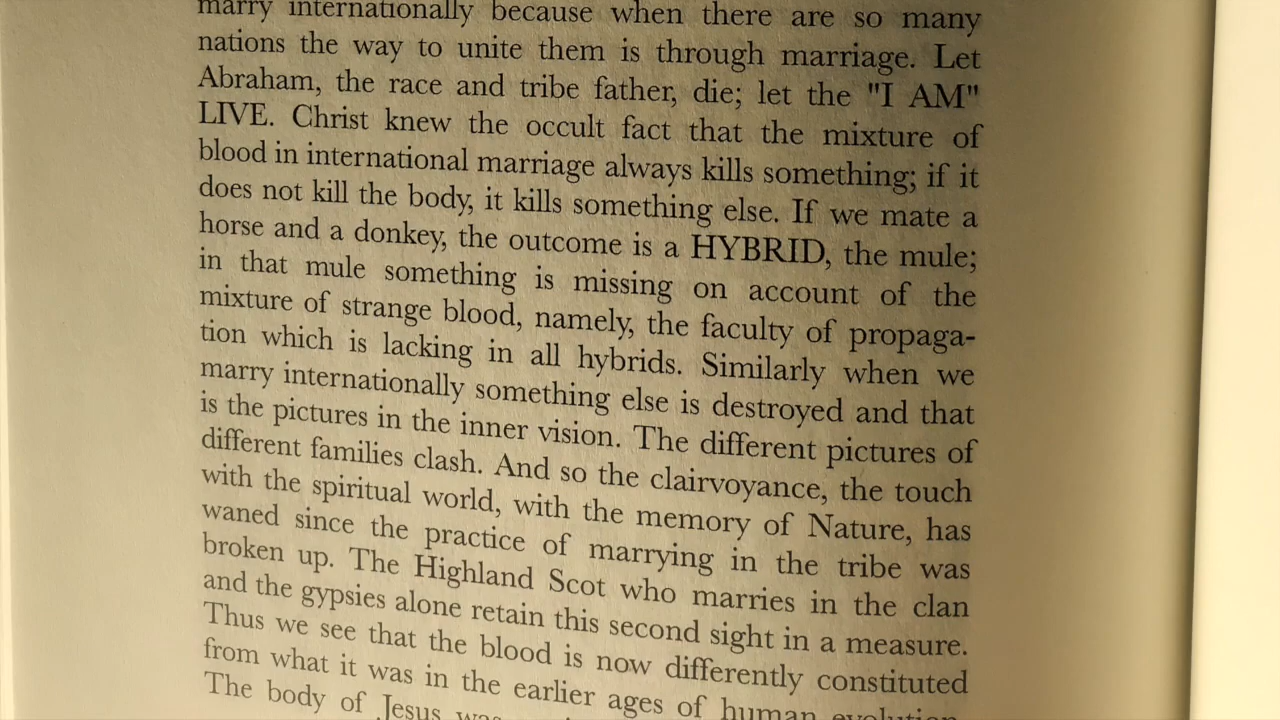 marry internationally because when there are so many
nations the way to unite them is through marriage. Let
Abraham, the race and tribe father, die; let the "I AM"
LIVE. Christ knew the occult fact that the mixture of
blood in international marriage always kills something; if it
does not kill the body, it kills something else. If we mate a
horse and a donkey, the outcome is a HYBRID, the mule;
in that mule something is missing on account of the
mixture of strange blood, namely, the faculty of propaga-
tion which is lacking in all hybrids. Similarly when we
marry internationally something else is destroyed and that
is the pictures in the inner vision. The different pictures of
different families clash. And so the clairvoyance, the touch
with the spiritual world, with the memory of Nature, has
waned since the practice of marrying in the tribe was
broken up. The Highland Scot who marries in the clan
and the gypsies alone retain this second sight in a measure.
Thus we see that the blood is now differently constituted
from what it was in the earlier ages of human evolution.
The body of Jesus was